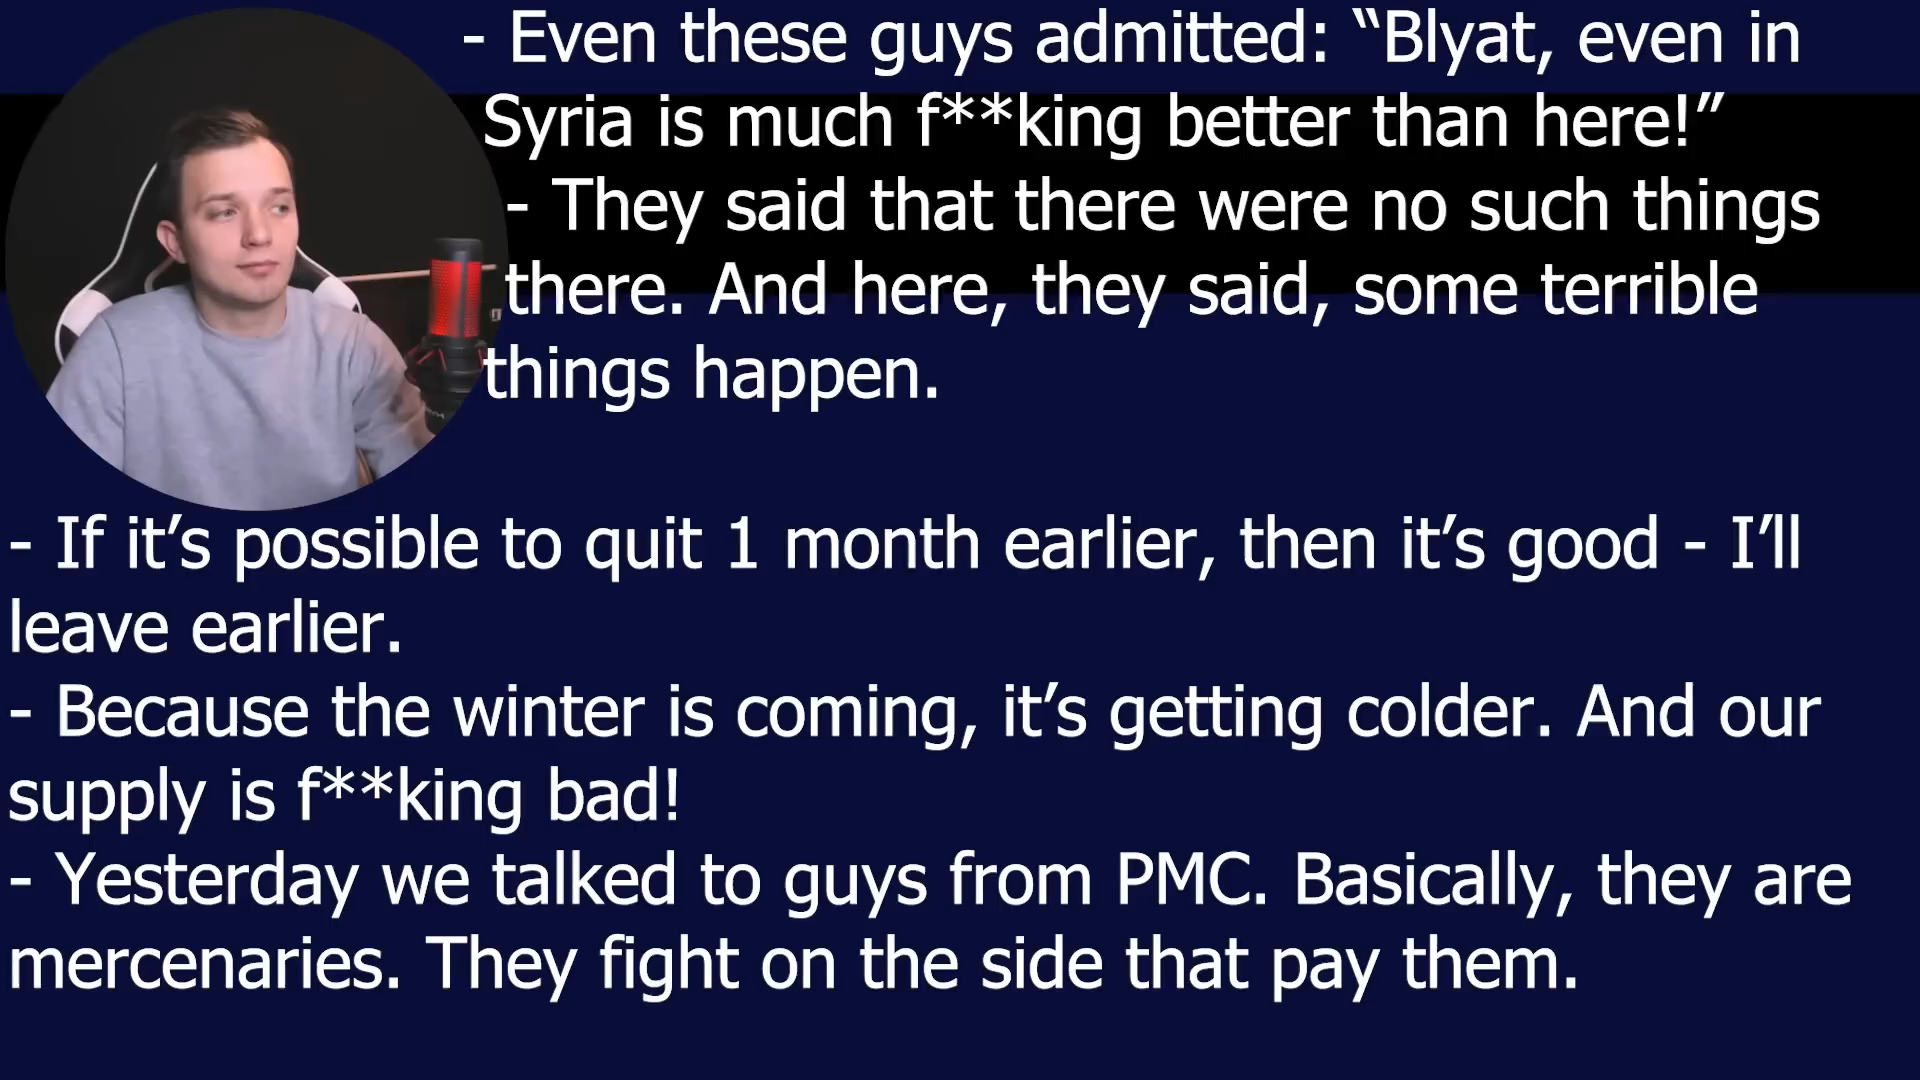 - Even these guys admitted: “Blyat, even in
Syria is much f**king better than here!”
- They said that there were no such things
there. And here, they said, some terrible
things happen.
- If it’s possible to quit 1 month earlier, then it’s good - I’ll
leave earlier.
- Because the winter is coming, it’s getting colder. And our
supply is f**king bad!
- Yesterday we talked to guys from PMC. Basically, they are
mercenaries. They fight on the side that pay them.